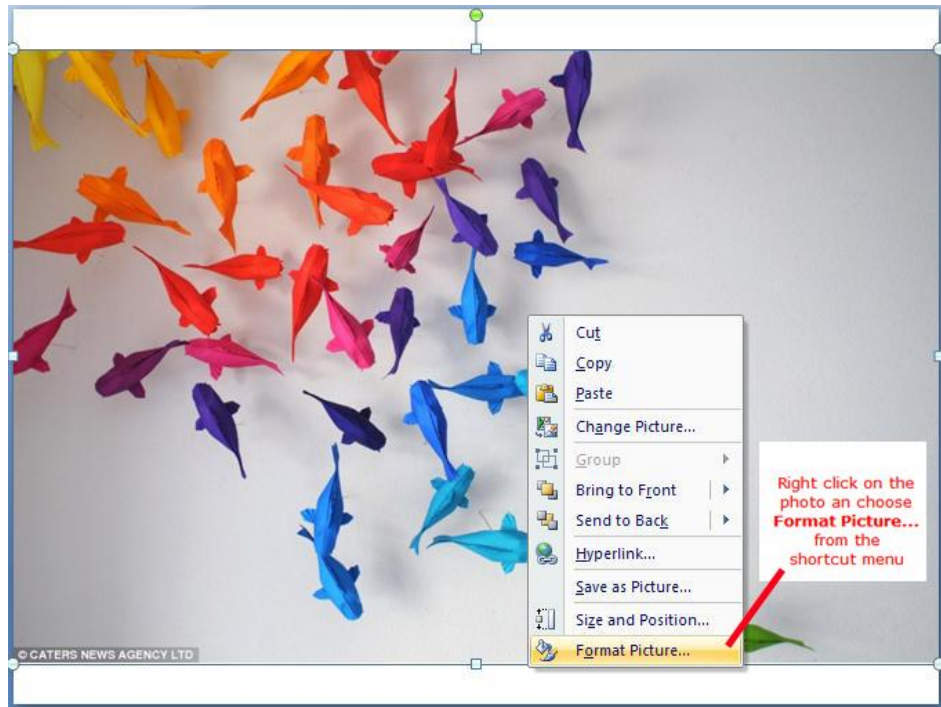 Cut
Copy
Paste
Change Picture...
Group
Bring to Front
Send to Back
Hyperlink...
Save as Picture...
Size and Position...
Format Picture...
Right click on the
photo an choose
Format Picture...
from the
shortcut menu
© CATERS NEWS AGENCY LTD